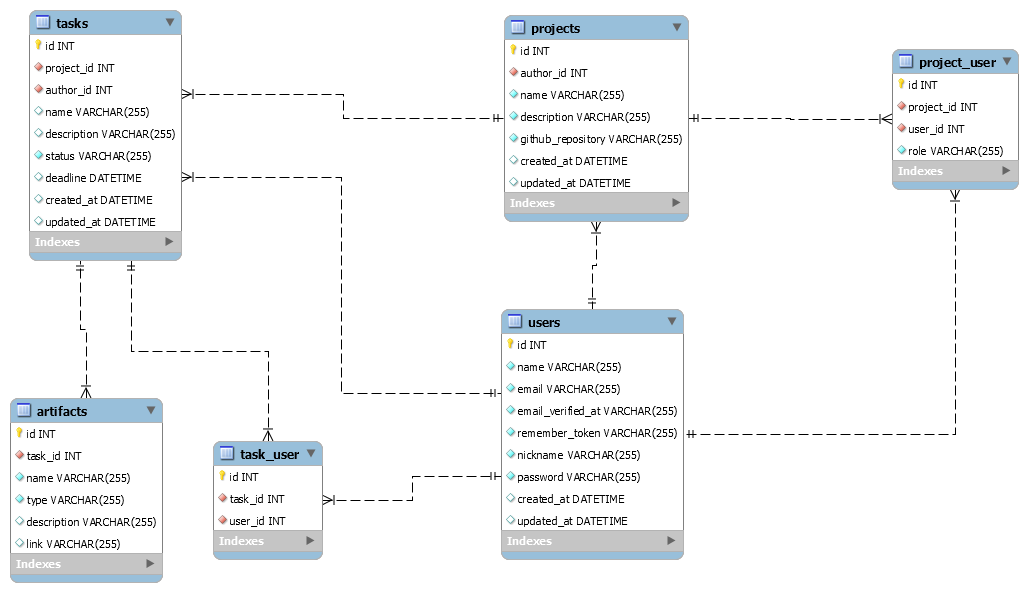 tasks
id INT
project_id INT
author_id INT
name VARCHAR(255)
description VARCHAR(255)
status VARCHAR(255)
deadline DATETIME
created_at DATETIME
updated_at DATETIME
Indexes
projects
id INT
author_id INT
name VARCHAR(255)
description VARCHAR(255)
github_repository VARCHAR(255)
created_at DATETIME
updated_at DATETIME
Indexes
project_user
id INT
project_id INT
user_id INT
role VARCHAR(255)
Indexes
users
id INT
name VARCHAR(255)
email VARCHAR(255)
email_verified_at VARCHAR(255)
remember_token VARCHAR(255)
nickname VARCHAR(255)
password VARCHAR(255)
created_at DATETIME
updated_at DATETIME
Indexes
artifacts
id INT
task_id INT
name VARCHAR(255)
type VARCHAR(255)
description VARCHAR(255)
link VARCHAR(255)
Indexes
task_user
id INT
task_id INT
user_id INT
Indexes